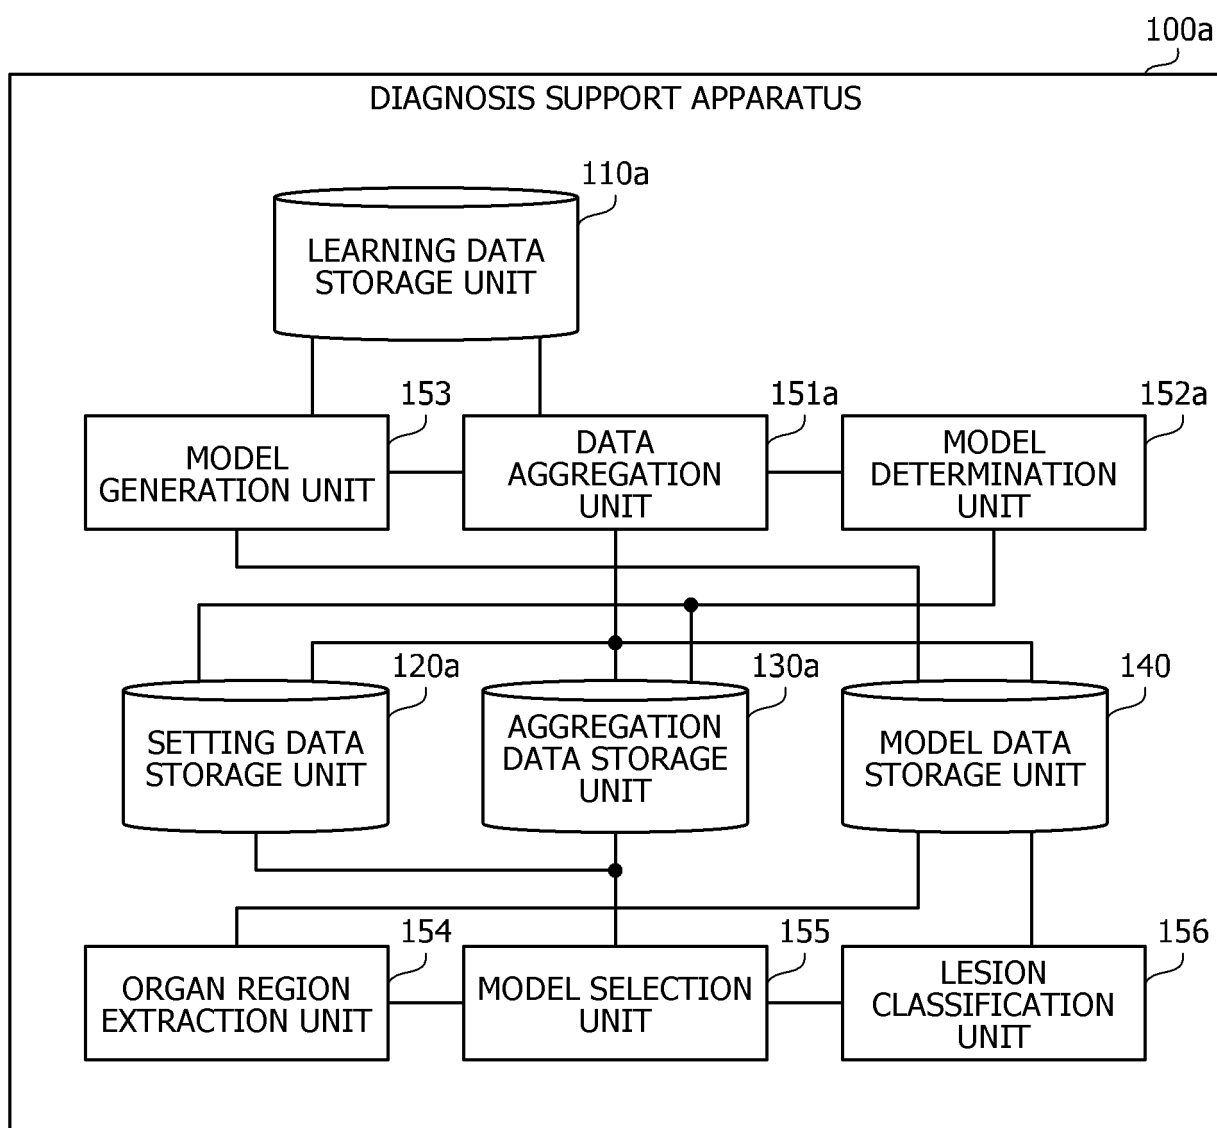 100a
DIAGNOSIS SUPPORT APPARATUS
110a
LEARNING DATA
STORAGE UNIT
153
MODEL
GENERATION UNIT
151a
DATA
AGGREGATION
UNIT
152a
MODEL
DETERMINATION
UNIT
120a
SETTING DATA
STORAGE UNIT
130a
AGGREGATION
DATA STORAGE
UNIT
140
MODEL DATA
STORAGE UNIT
154
ORGAN REGION
EXTRACTION UNIT
155
MODEL SELECTION
UNIT
156
LESION
CLASSIFICATION
UNIT